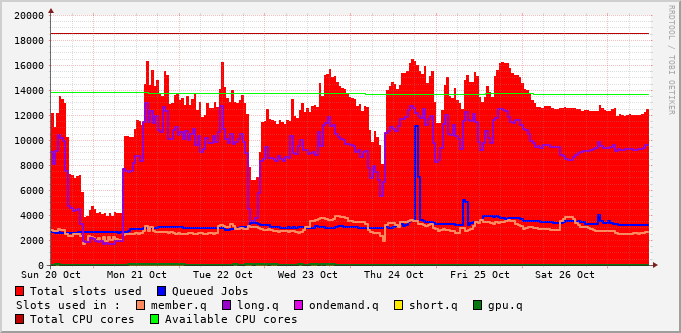 20000
18000
16000
14000
12000
10000
8000
6000
4000
2000
0
Sun 20 Oct Mon 21 Oct Tue 22 Oct Wed 23 Oct Thu 24 Oct Fri 25 Oct Sat 26 Oct
Total slots used Queued Jobs
Slots used in : member.q long.q ondemand.q short.q gpu.q
Total CPU cores Available CPU cores
RRDTOOL / TOBI OETIKER